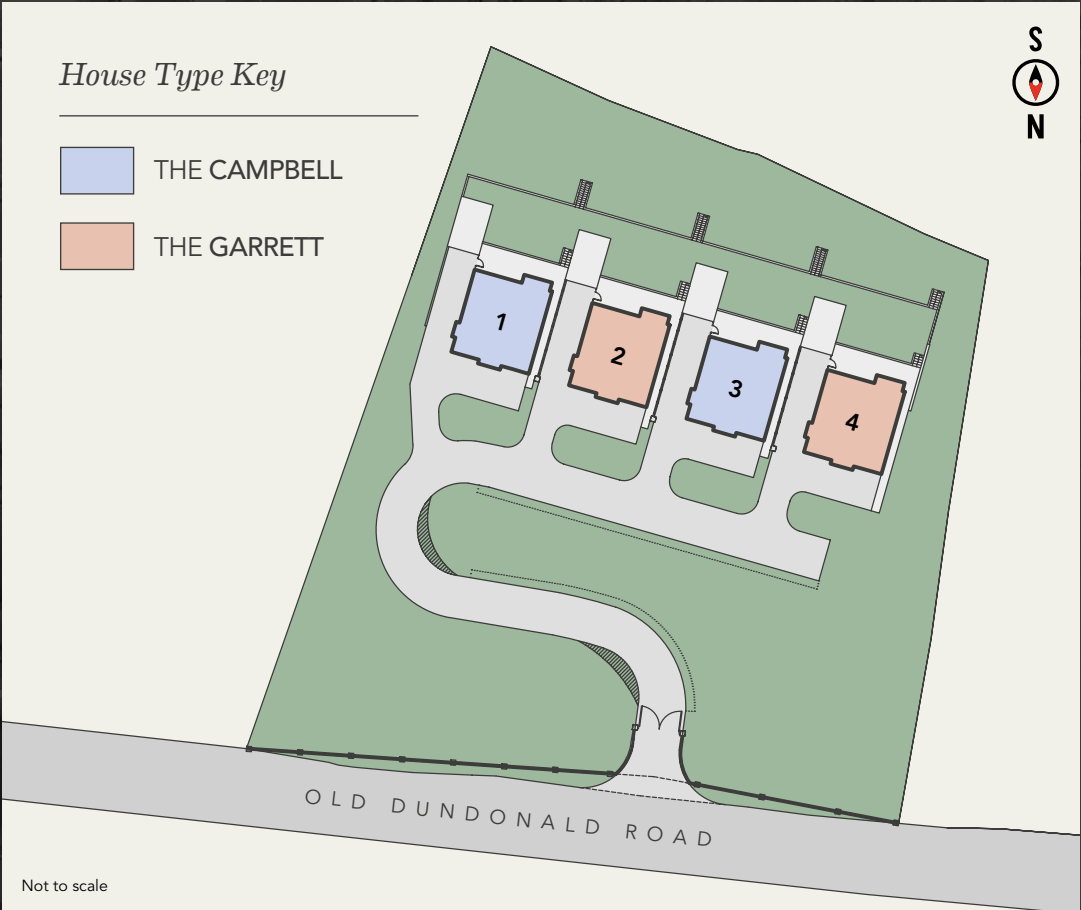 House Type Key
THE CAMPBELL
THE GARRETT
S
N
1
2
3
4
OLD DUNDONALD ROAD
Not to scale